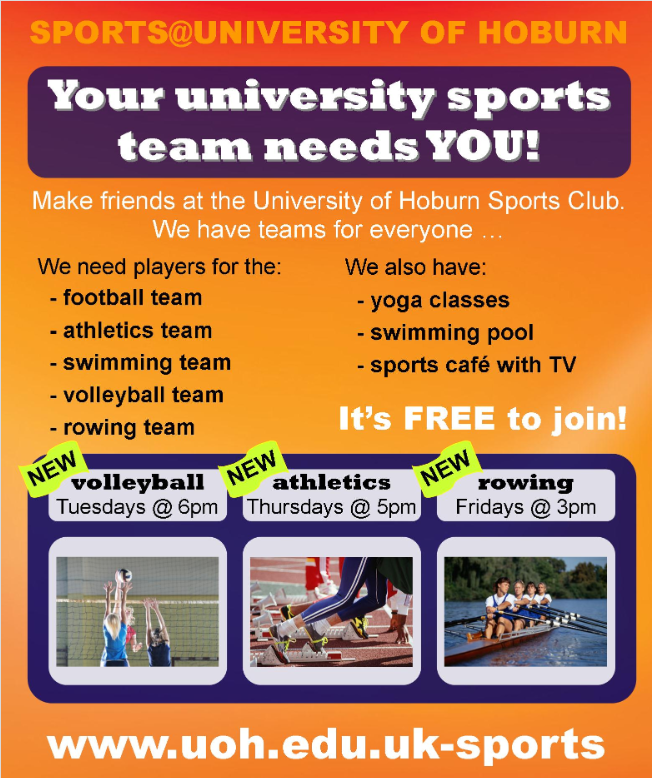 SPORTS@UNIVERSITY OF HOBURN
Your university sports
team needs YOU!
Make friends at the University of Hoburn Sports Club.
We have teams for everyone ...
We need players for the:
- football team
- athletics team
- swimming team
- volleyball team
- rowing team
We also have:
- yoga classes
- swimming pool
- sports café with TV
It's FREE to join!
NEW
volleyball
Tuesdays @ 6pm
NEW
athletics
Thursdays @ 5pm
NEW
rowing
Fridays @ 3pm
www.uoh.edu.uk-sports